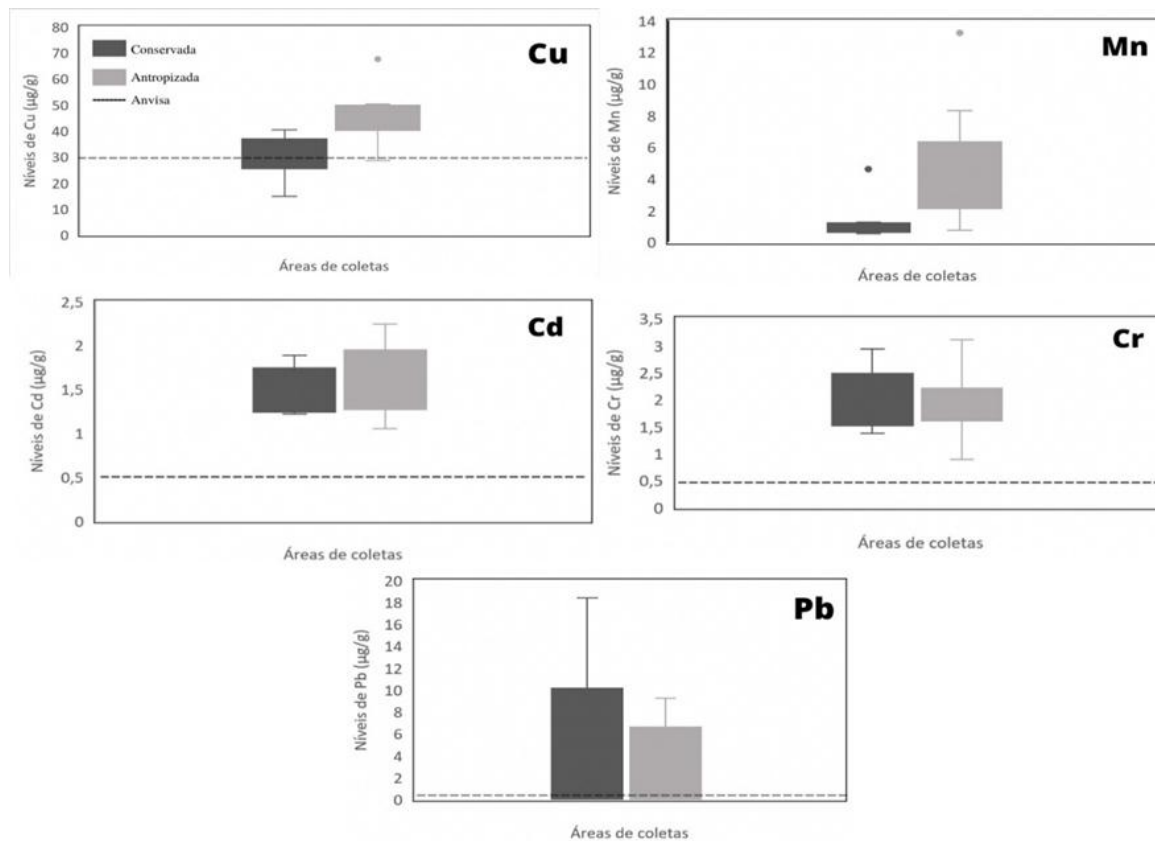 Cu
Níveis de Cu (µg/g)
80
70
60
50
40
30
20
10
0
Conservada
Antropizada
Anvisa
Áreas de coletas
Mn
Níveis de Mn (µg/g)
14
12
10
8
6
4
2
0
Áreas de coletas
Cd
Níveis de Cd (µg/g)
2,5
2
1,5
1
0,5
0
Áreas de coletas
Cr
Níveis de Cr (µg/g)
3,5
3
2,5
2
1,5
1
0,5
0
Áreas de coletas
Pb
Níveis de Pb (µg/g)
20
18
16
14
12
10
8
6
4
2
0
Áreas de coletas